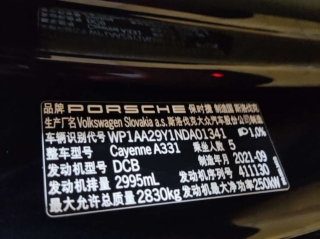 品牌 PORSCHE 保时捷 制造国 斯洛伐克
生产厂名 Volkswagen Slovakia a.s. 斯洛伐克大众汽车股份公司 制造
车辆识别代号 WP1AA29Y1NDA01341 1,0%
整车型号 Cayenne A331 乘坐人数 5
发动机型号 DCB 制造年月 2021-09
发动机排量 2995mL 发动机序列号 411130
最大允许总质量 2830kg 发动机最大净功率 250kW